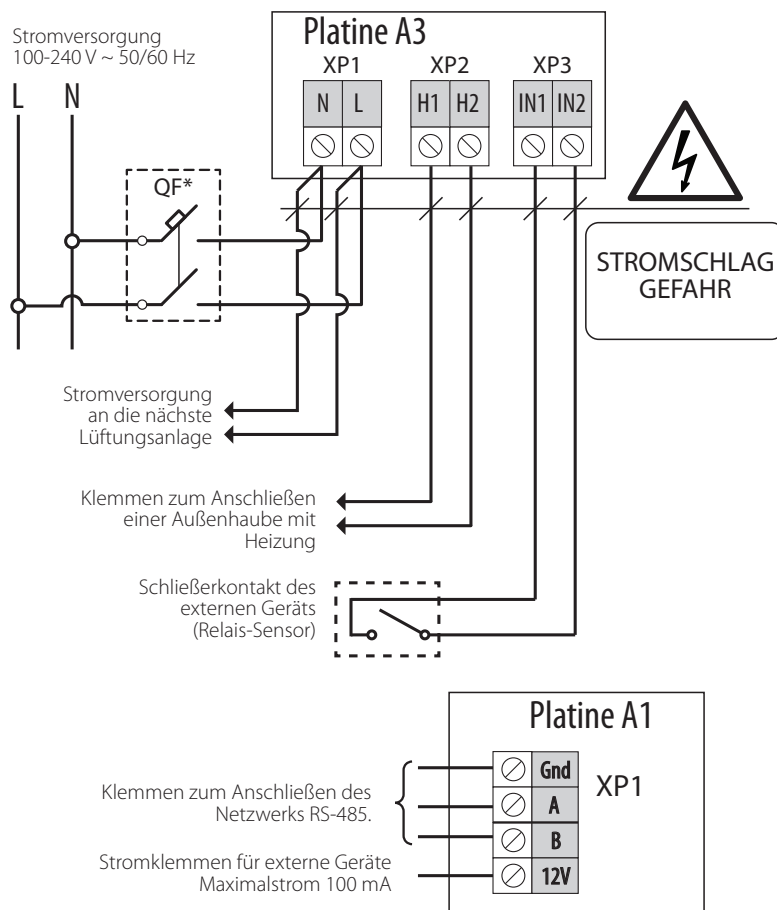 Stromversorgung
100-240 V ~ 50/60 Hz
L N
Platine A3
XP1 XP2 XP3
N L H1 H2 IN1 IN2
QF*
STROMSCHLAG
GEFAHR
Stromversorgung
an die nächste
Lüftungsanlage
Klemmen zum Anschließen
einer Außenhaube mit
Heizung
Schließerkontakt des
externen Geräts
(Relais-Sensor)
Platine A1
XP1
Gnd
A
B
12V
Klemmen zum Anschließen des
Netzwerks RS-485.
Stromklemmen für externe Geräte
Maximalstrom 100 mA